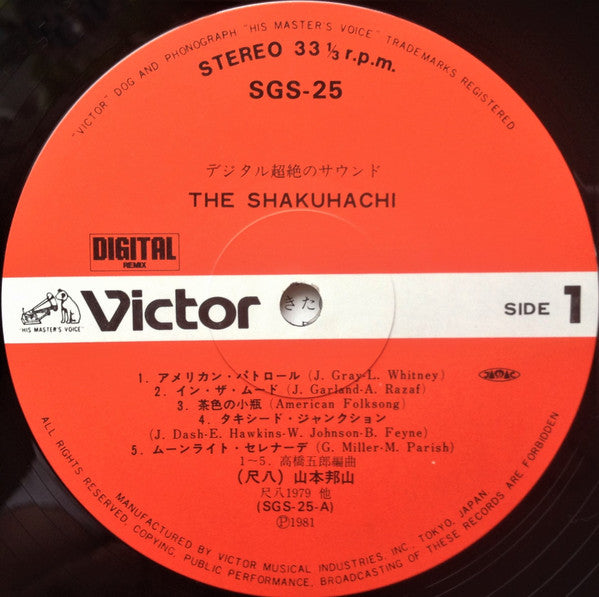 "VICTOR" DOG AND PHONOGRAPH "HIS MASTER'S VOICE" TRADEMARKS REGISTERED
STEREO 33 ⅓ r.p.m.
SGS-25
デジタル超絶のサウンド
THE SHAKUHACHI
DIGITAL
REMIX
"HIS MASTER'S VOICE"
Victor
きた
SIDE 1
1. アメリカン・パトロール (J. Gray-L. Whitney)
2. イン・ザ・ムード (J. Garland-A. Razaf)
3. 茶色の小瓶 (American Folksong)
4. タキシード・ジャンクション
(J. Dash-E. Hawkins-W. Johnson-B. Feyne)
5. ムーンライト・セレナーデ (G. Miller-M. Parish)
1~5. 高橋五郎編曲
(尺八) 山本邦山
尺八1979 他
(SGS-25-A)
Ⓟ1981
JASRAC
MANUFACTURED BY VICTOR MUSICAL INDUSTRIES, INC. TOKYO, JAPAN
ALL RIGHTS RESERVED, COPYING, PUBLIC PERFORMANCE, BROADCASTING OF THESE RECORDS ARE FORBIDDEN